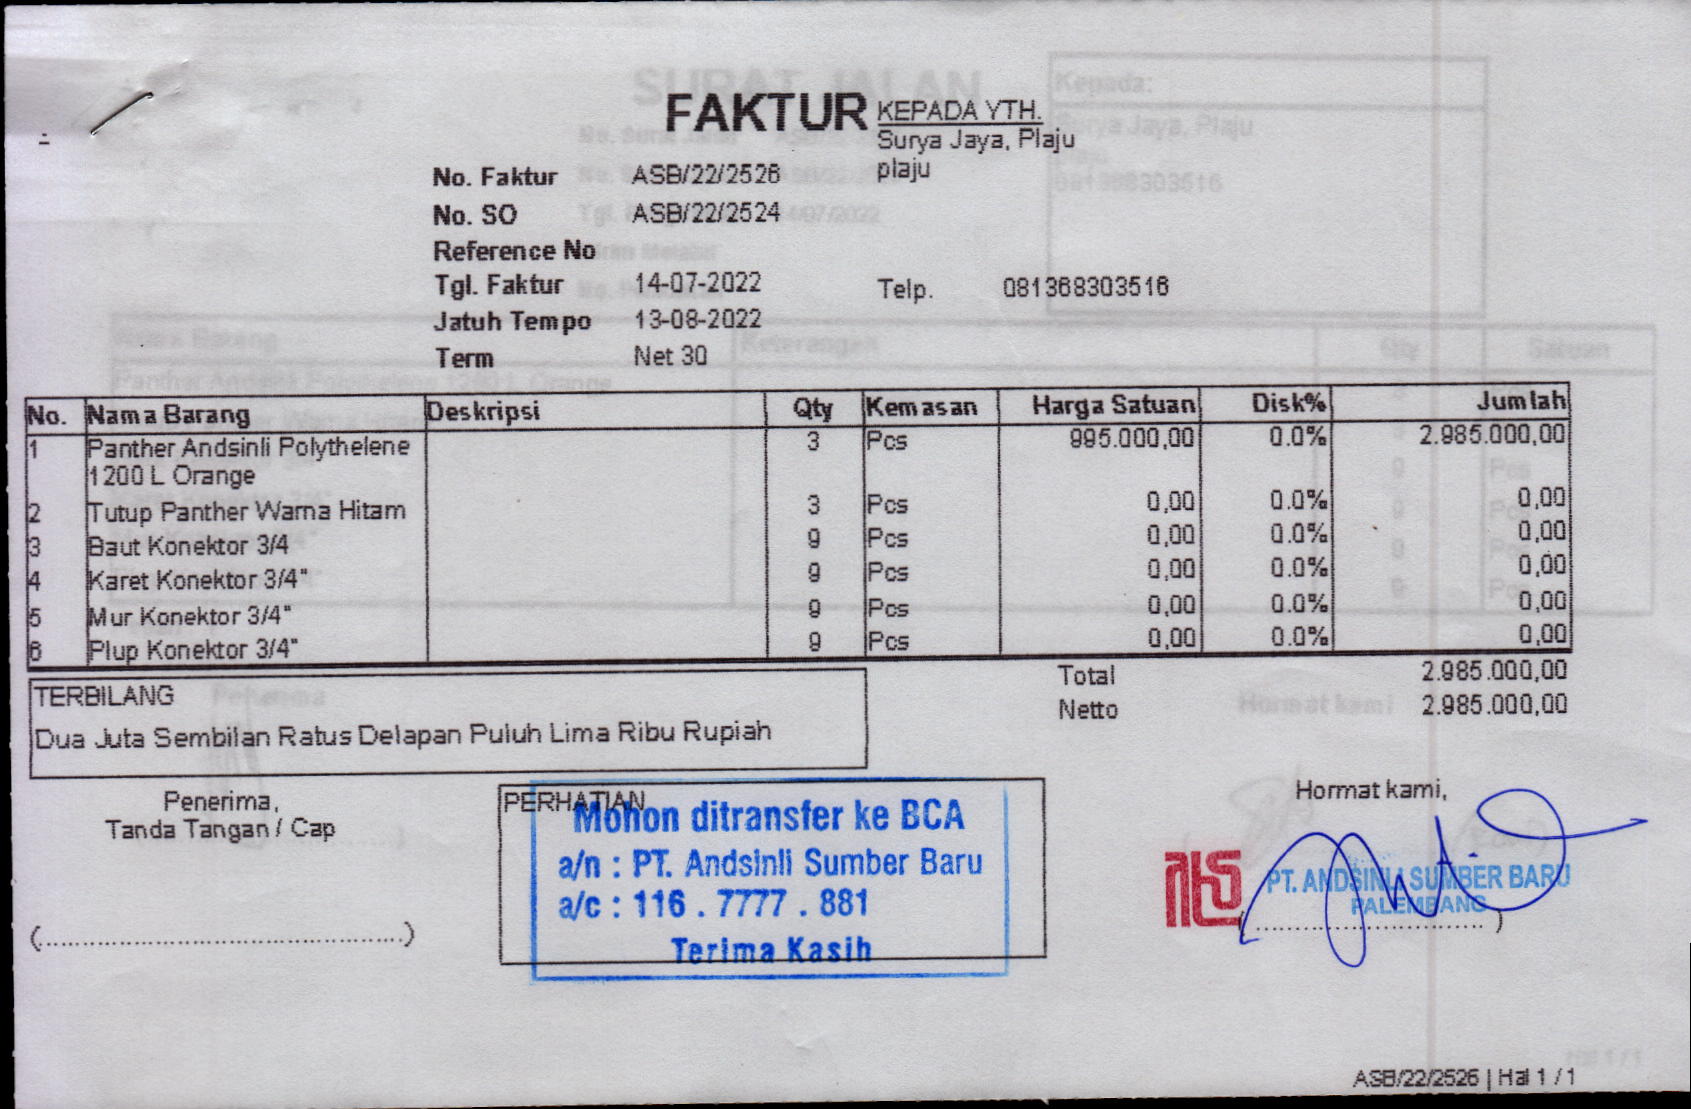 FAKTUR
KEPADA YTH.
Surya Jaya, Plaju
plaju
No. Faktur ASB/22/2526
No. SO ASB/22/2524
Reference No
Tgl. Faktur 14-07-2022
Telp. 081368303516
Jatuh Tempo 13-08-2022
Term Net 30
No. Nama Barang Deskripsi Qty Kemasan Harga Satuan Disk% Jumlah
1 Panther Andsinli Polythelene 3 Pcs 995.000,00 0.0% 2.985.000,00
1200 L Orange
2 Tutup Panther Warna Hitam 3 Pcs 0,00 0.0% 0,00
3 Baut Konektor 3/4 9 Pcs 0,00 0.0% 0,00
4 Karet Konektor 3/4" 9 Pcs 0,00 0.0% 0,00
5 Mur Konektor 3/4" 9 Pcs 0,00 0.0% 0,00
6 Plup Konektor 3/4" 9 Pcs 0,00 0.0% 0,00
Total 2.985.000,00
Netto 2.985.000,00
TERBILANG
Dua Juta Sembilan Ratus Delapan Puluh Lima Ribu Rupiah
Penerima,
Tanda Tangan / Cap
(................................................)
PERHATIAN
Mohon ditransfer ke BCA
a/n : PT. Andsinli Sumber Baru
a/c : 116 . 7777 . 881
Terima Kasih
Hormat kami,
PT. ANDSINLI SUMBER BARU
PALEMBANG
(...............................)
ASB/22/2526 | Hal 1 / 1